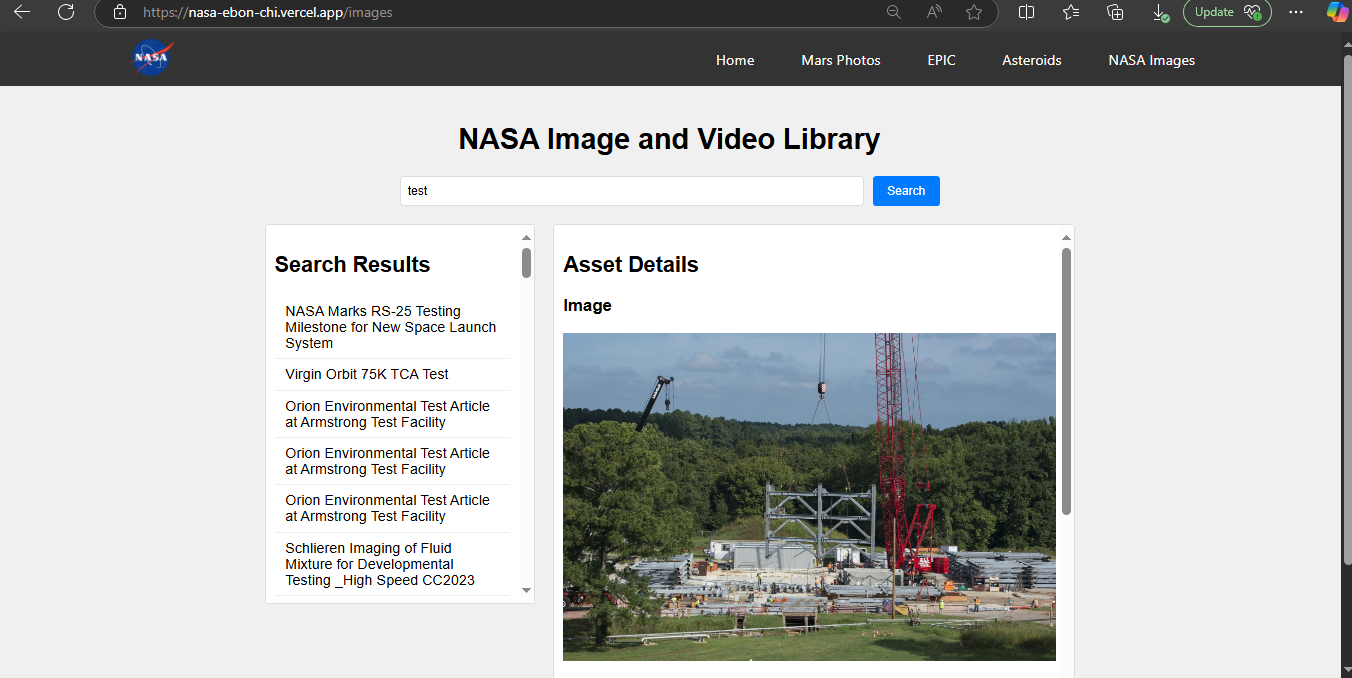 https://nasa-ebon-chi.vercel.app/images
Update
NASA
Home
Mars Photos
EPIC
Asteroids
NASA Images
NASA Image and Video Library
test
Search
Search Results
NASA Marks RS-25 Testing
Milestone for New Space Launch
System
Virgin Orbit 75K TCA Test
Orion Environmental Test Article
at Armstrong Test Facility
Orion Environmental Test Article
at Armstrong Test Facility
Orion Environmental Test Article
at Armstrong Test Facility
Schlieren Imaging of Fluid
Mixture for Developmental
Testing _High Speed CC2023
Asset Details
Image